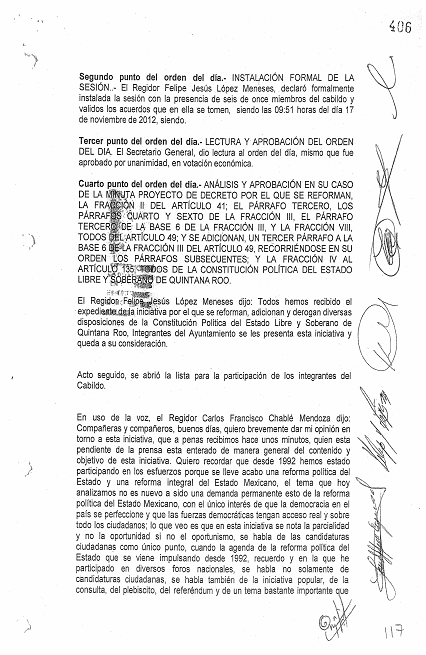 406
Segundo punto del orden del día.- INSTALACIÓN FORMAL DE LA
SESIÓN..- El Regidor Felipe Jesús López Meneses, declaró formalmente
instalada la sesión con la presencia de seis de once miembros del cabildo y
validos los acuerdos que en ella se tomen, siendo las 09:51 horas del día 17
de noviembre de 2012, siendo.
Tercer punto del orden del día.- LECTURA Y APROBACIÓN DEL ORDEN
DEL DIA. El Secretario General, dio lectura al orden del día, mismo que fue
aprobado por unanimidad, en votación económica.
Cuarto punto del orden del día.- ANÁLISIS Y APROBACIÓN EN SU CASO
DE LA MINUTA PROYECTO DE DECRETO POR EL QUE SE REFORMAN,
LA FRACCIÓN II DEL ARTÍCULO 41; EL PÁRRAFO TERCERO, LOS
PÁRRAFOS CUARTO Y SEXTO DE LA FRACCIÓN III, EL PÁRRAFO
TERCERO DE LA BASE 6 DE LA FRACCIÓN III, Y LA FRACCIÓN VIII,
TODOS DEL ARTÍCULO 49; Y SE ADICIONAN, UN TERCER PÁRRAFO A LA
BASE 6 DE LA FRACCIÓN III DEL ARTÍCULO 49, RECORRIÉNDOSE EN SU
ORDEN LOS PÁRRAFOS SUBSECUENTES; Y LA FRACCIÓN IV AL
ARTÍCULO 135, TODOS DE LA CONSTITUCIÓN POLÍTICA DEL ESTADO
LIBRE Y SOBERANO DE QUINTANA ROO.
El Regidor Felipe Jesús López Meneses dijo: Todos hemos recibido el
expediente de la iniciativa por el que se reforman, adicionan y derogan diversas
disposiciones de la Constitución Política del Estado Libre y Soberano de
Quintana Roo, Integrantes del Ayuntamiento se les presenta esta iniciativa y
queda a su consideración.
Acto seguido, se abrió la lista para la participación de los integrantes del
Cabildo.
En uso de la voz, el Regidor Carlos Francisco Chablé Mendoza dijo:
Compañeras y compañeros, buenos días, quiero brevemente dar mi opinión en
torno a esta iniciativa, que a penas recibimos hace unos minutos, quien esta
pendiente de la prensa esta enterado de manera general del contenido y
objetivo de esta iniciativa. Quiero recordar que desde 1992 hemos estado
participando en los esfuerzos porque se lleve acabo una reforma política del
Estado y una reforma integral del Estado Mexicano, el tema que hoy
analizamos no es nuevo a sido una demanda permanente esto de la reforma
política del Estado Mexicano, con el único interés de que la democracia en el
país se perfeccione y que las fuerzas democráticas tengan acceso real y sobre
todo los ciudadanos; lo que veo es que en esta iniciativa se nota la parcialidad
y no la oportunidad si no el oportunismo, se habla de las candidaturas
ciudadanas como único punto, cuando la agenda de la reforma política del
Estado que se viene impulsando desde 1992, recuerdo y en la que he
participado en diversos foros nacionales, se habla no solamente de
candidaturas ciudadanas, se habla también de la iniciativa popular, de la
consulta, del plebiscito, del referéndum y de un tema bastante importante que
117